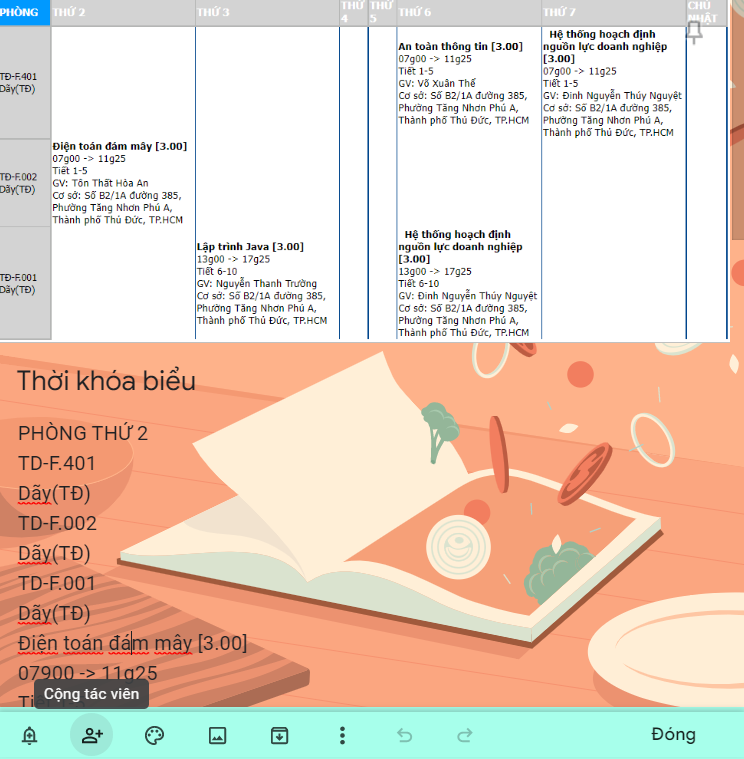 PHÒNG THỨ 2 THỨ 3 THỨ 4 THỨ 5 THỨ 6 THỨ 7 CHỦ NHẬT
TĐ-F.401
Dãy(TĐ)
An toàn thông tin [3.00]
07g00 -> 11g25
Tiết 1-5
GV: Võ Xuân Thể
Cơ sở: Số B2/1A đường 385,
Phường Tăng Nhơn Phú A,
Thành phố Thủ Đức, TP.HCM
Hệ thống hoạch định
nguồn lực doanh nghiệp
[3.00]
07g00 -> 11g25
Tiết 1-5
GV: Đinh Nguyễn Thúy Nguyệt
Cơ sở: Số B2/1A đường 385,
Phường Tăng Nhơn Phú A,
Thành phố Thủ Đức, TP.HCM
TĐ-F.002
Dãy(TĐ)
Điện toán đám mây [3.00]
07g00 -> 11g25
Tiết 1-5
GV: Tôn Thất Hòa An
Cơ sở: Số B2/1A đường 385,
Phường Tăng Nhơn Phú A,
Thành phố Thủ Đức, TP.HCM
TĐ-F.001
Dãy(TĐ)
Lập trình Java [3.00]
13g00 -> 17g25
Tiết 6-10
GV: Nguyễn Thanh Trường
Cơ sở: Số B2/1A đường 385,
Phường Tăng Nhơn Phú A,
Thành phố Thủ Đức, TP.HCM
Hệ thống hoạch định
nguồn lực doanh nghiệp
[3.00]
13g00 -> 17g25
Tiết 6-10
GV: Đinh Nguyễn Thúy Nguyệt
Cơ sở: Số B2/1A đường 385,
Phường Tăng Nhơn Phú A,
Thành phố Thủ Đức, TP.HCM
Thời khóa biểu
PHÒNG THỨ 2
TD-F.401
Dãy(TĐ)
TD-F.002
Dãy(TĐ)
TD-F.001
Dãy(TĐ)
Điện toán đám mây [3.00]
07900 -> 11g25
Cộng tác viên
Đóng